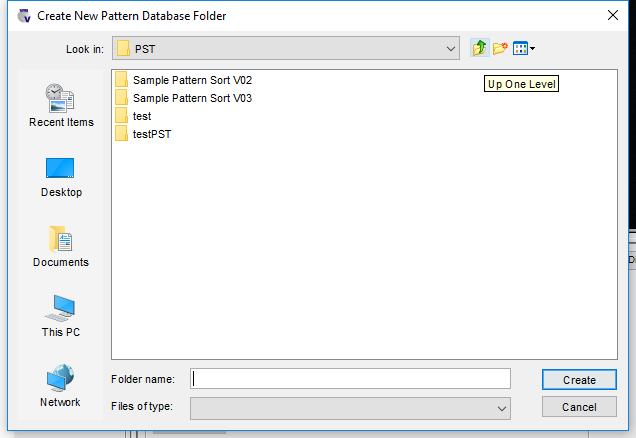 Create New Pattern Database Folder
Look in: PST
Up One Level
Sample Pattern Sort V02
Sample Pattern Sort V03
test
testPST
Recent Items
Desktop
Documents
This PC
Network
Folder name:
Create
Files of type:
Cancel